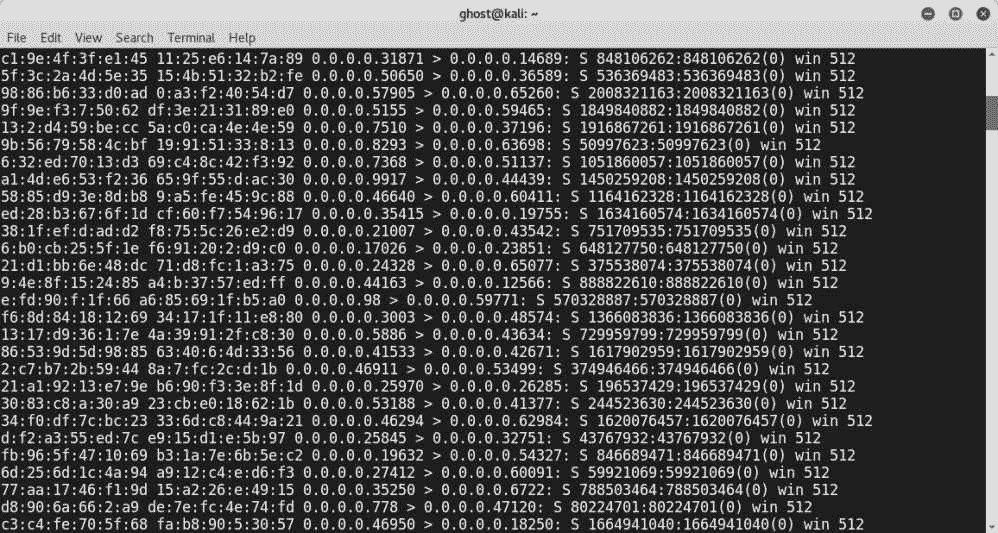 ghost@kali: ~
File Edit View Search Terminal Help
c1:9e:4f:3f:e1:45 11:25:e6:14:7a:89 0.0.0.0.31871 > 0.0.0.0.14689: S 848106262:848106262(0) win 512
5f:3c:2a:4d:5e:35 15:4b:51:32:b2:fe 0.0.0.0.50650 > 0.0.0.0.36589: S 536369483:536369483(0) win 512
98:86:b6:33:d0:ad 0:a3:f2:40:54:d7 0.0.0.0.57905 > 0.0.0.0.65260: S 2008321163:2008321163(0) win 512
9f:9e:f3:7:50:62 df:3e:21:31:89:e0 0.0.0.0.5155 > 0.0.0.0.59465: S 1849840882:1849840882(0) win 512
13:2:d4:59:be:cc 5a:c0:ca:4e:4e:59 0.0.0.0.7510 > 0.0.0.0.37196: S 1916867261:1916867261(0) win 512
9b:56:79:58:4c:bf 19:91:51:33:8:13 0.0.0.0.8293 > 0.0.0.0.63698: S 50997623:50997623(0) win 512
6:32:ed:70:13:d3 69:c4:8c:42:f3:92 0.0.0.0.7368 > 0.0.0.0.51137: S 1051860057:1051860057(0) win 512
a1:4d:e6:53:f2:36 65:9f:55:d:ac:30 0.0.0.0.9917 > 0.0.0.0.44439: S 1450259208:1450259208(0) win 512
58:85:d9:3e:8d:b8 9:a5:fe:45:9c:88 0.0.0.0.46640 > 0.0.0.0.60411: S 1164162328:1164162328(0) win 512
ed:28:b3:67:6f:1d cf:60:f7:54:96:17 0.0.0.0.35415 > 0.0.0.0.19755: S 1634160574:1634160574(0) win 512
38:1f:ef:d:ad:d2 f8:75:5c:26:e2:d9 0.0.0.0.21007 > 0.0.0.0.43542: S 751709535:751709535(0) win 512
6:b0:cb:25:5f:1e f6:91:20:2:d9:c0 0.0.0.0.17026 > 0.0.0.0.23851: S 648127750:648127750(0) win 512
21:d1:bb:6e:48:dc 71:d8:fc:1:a3:75 0.0.0.0.24328 > 0.0.0.0.65077: S 375538074:375538074(0) win 512
9:4e:8f:15:24:85 a4:b:37:57:ed:ff 0.0.0.0.44163 > 0.0.0.0.12566: S 888822610:888822610(0) win 512
e:fd:90:f:1f:66 a6:85:69:1f:b5:a0 0.0.0.0.98 > 0.0.0.0.59771: S 570328887:570328887(0) win 512
f6:8d:84:18:12:69 34:17:1f:11:e8:80 0.0.0.0.3003 > 0.0.0.0.48574: S 1366083836:1366083836(0) win 512
13:17:d9:36:1:7e 4a:39:91:2f:c8:30 0.0.0.0.5886 > 0.0.0.0.43634: S 729959799:729959799(0) win 512
86:53:9d:5d:98:85 63:40:6:4d:33:56 0.0.0.0.41533 > 0.0.0.0.42671: S 1617902959:1617902959(0) win 512
2:c7:b7:2b:59:44 8a:7:fc:2c:d:1b 0.0.0.0.46911 > 0.0.0.0.53499: S 374946466:374946466(0) win 512
21:a1:92:13:e7:9e b6:90:f3:3e:8f:1d 0.0.0.0.25970 > 0.0.0.0.26285: S 196537429:196537429(0) win 512
30:83:c8:a:30:a9 23:cb:e0:18:62:1b 0.0.0.0.53188 > 0.0.0.0.41377: S 244523630:244523630(0) win 512
34:f0:df:7c:bc:23 33:6d:c8:44:9a:21 0.0.0.0.46294 > 0.0.0.0.62984: S 1620076457:1620076457(0) win 512
d:f2:a3:55:ed:7c e9:15:d1:e:5b:97 0.0.0.0.25845 > 0.0.0.0.32751: S 43767932:43767932(0) win 512
fb:96:5f:47:10:69 b3:1a:7e:6b:5e:c2 0.0.0.0.19632 > 0.0.0.0.54327: S 846689471:846689471(0) win 512
6d:25:6d:1c:4a:94 a9:12:c4:e:d6:f3 0.0.0.0.27412 > 0.0.0.0.60091: S 59921069:59921069(0) win 512
77:aa:17:46:f1:9d 15:a2:26:e:49:15 0.0.0.0.35250 > 0.0.0.0.6722: S 788503464:788503464(0) win 512
d8:90:6a:66:2:a9 de:7e:fc:4e:74:fd 0.0.0.0.778 > 0.0.0.0.47120: S 80224701:80224701(0) win 512
c3:c4:fe:70:5f:68 fa:b8:90:5:30:57 0.0.0.0.46950 > 0.0.0.0.18250: S 1664941040:1664941040(0) win 512